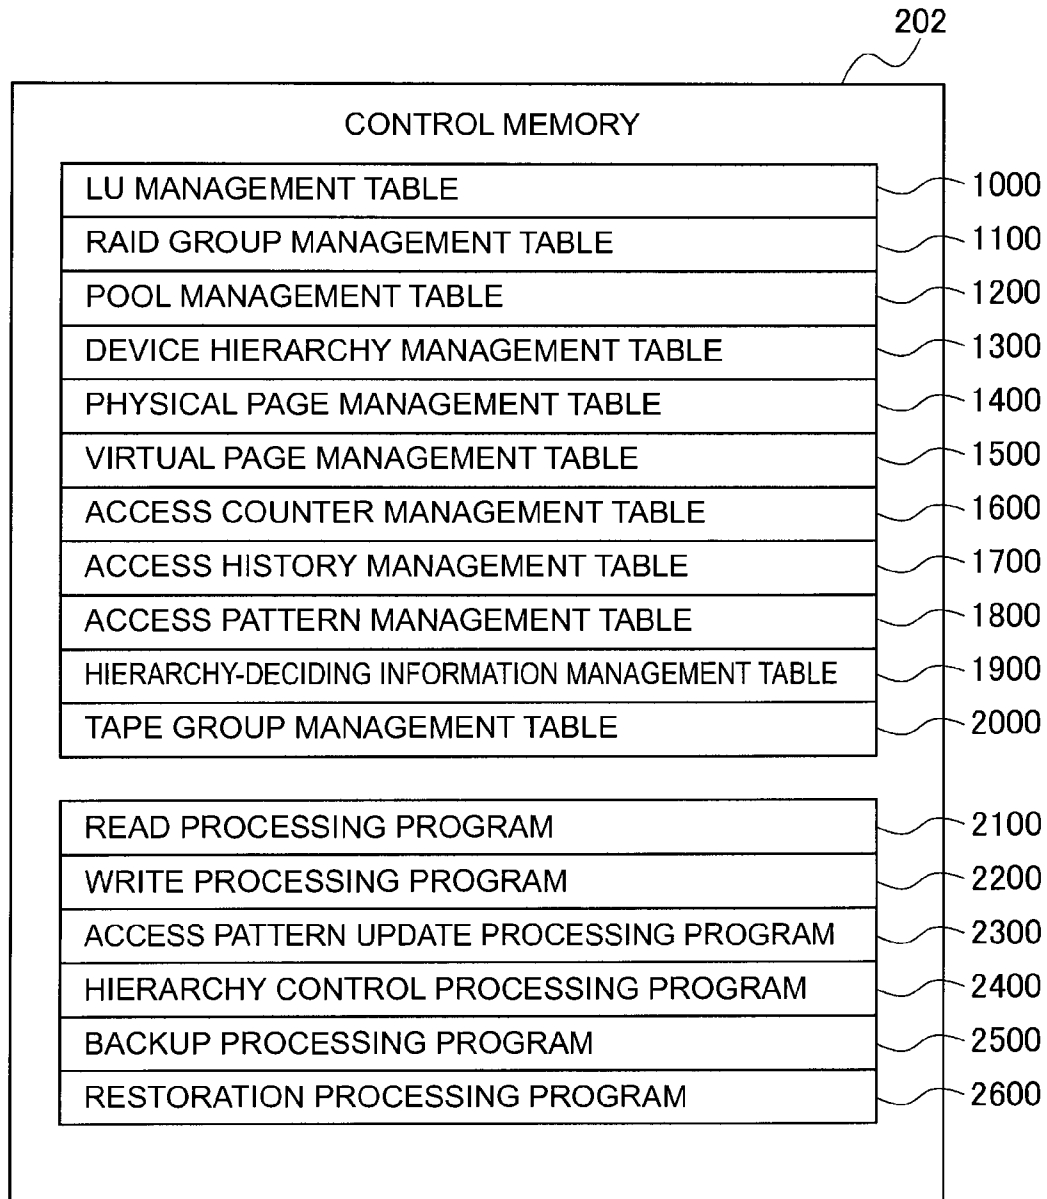 202
CONTROL MEMORY
LU MANAGEMENT TABLE 1000
RAID GROUP MANAGEMENT TABLE 1100
POOL MANAGEMENT TABLE 1200
DEVICE HIERARCHY MANAGEMENT TABLE 1300
PHYSICAL PAGE MANAGEMENT TABLE 1400
VIRTUAL PAGE MANAGEMENT TABLE 1500
ACCESS COUNTER MANAGEMENT TABLE 1600
ACCESS HISTORY MANAGEMENT TABLE 1700
ACCESS PATTERN MANAGEMENT TABLE 1800
HIERARCHY-DECIDING INFORMATION MANAGEMENT TABLE 1900
TAPE GROUP MANAGEMENT TABLE 2000
READ PROCESSING PROGRAM 2100
WRITE PROCESSING PROGRAM 2200
ACCESS PATTERN UPDATE PROCESSING PROGRAM 2300
HIERARCHY CONTROL PROCESSING PROGRAM 2400
BACKUP PROCESSING PROGRAM 2500
RESTORATION PROCESSING PROGRAM 2600